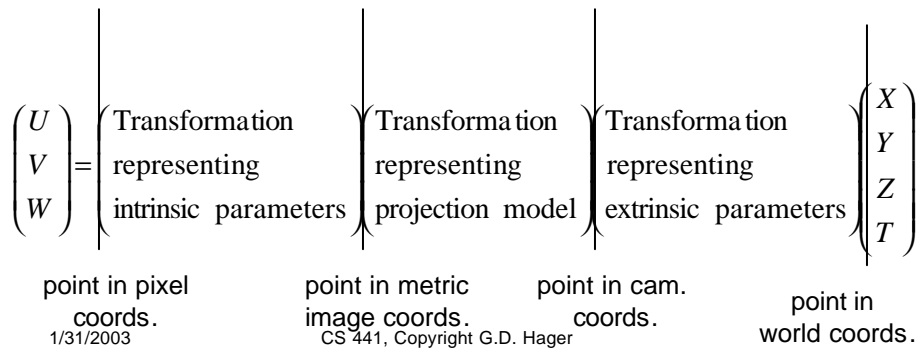 U
V
W
=
Transformation
representing
intrinsic parameters
Transformation
representing
projection model
Transformation
representing
extrinsic parameters
X
Y
Z
T
point in pixel
coords.
point in metric
image coords.
point in cam.
coords.
point in
world coords.
1/31/2003
CS 441, Copyright G.D. Hager